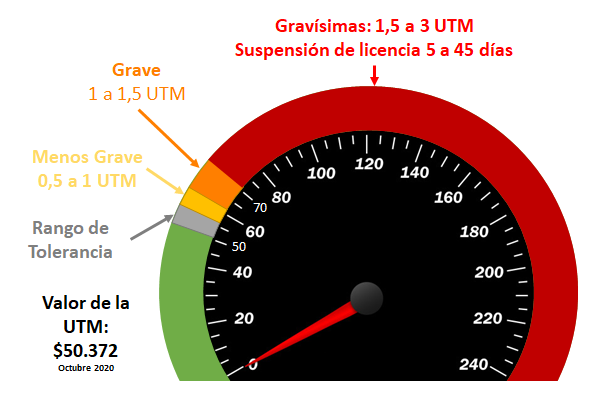 Gravísimas: 1,5 a 3 UTM
Suspensión de licencia 5 a 45 días
Grave
1 a 1,5 UTM
Menos Grave
0,5 a 1 UTM
Rango de
Tolerancia
Valor de la
UTM:
$50.372
Octubre 2020
0
20
40
50
60
70
80
100
120
140
160
180
200
220
240